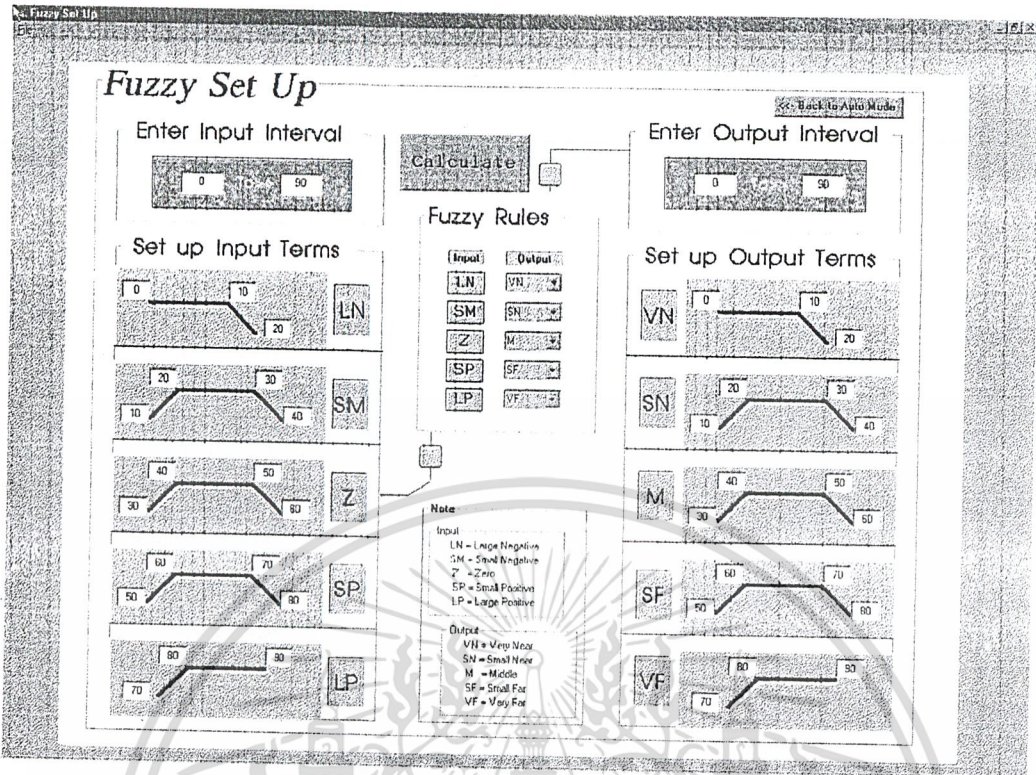 Fuzzy Set Up
File
Fuzzy Set Up
<< Back to Auto Mode
Enter Input Interval
0 90
Calculate
Enter Output Interval
0 90
Fuzzy Rules
Input Output
LN VN
SM SN
Z M
SP SF
LP VF
Set up Input Terms
0 10 20 LN
10 20 30 40 SM
30 40 50 60 Z
50 60 70 80 SP
70 80 90 LP
Set up Output Terms
VN 0 10 20
SN 10 20 30 40
M 30 40 50 60
SF 50 60 70 80
VF 70 80 90
Note
Input
LN = Large Negative
SM = Small Negative
Z = Zero
SP = Small Positive
LP = Large Positive
Output
VN = Very Near
SN = Small Near
M = Middle
SF = Small Far
VF = Very Far